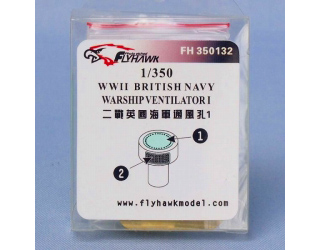 FLYHAWK
FH 350132
1/350
WWII BRITISH NAVY
WARSHIP VENTILATOR I
二戰英國海軍通風孔1
1
2
www.flyhawkmodel.com